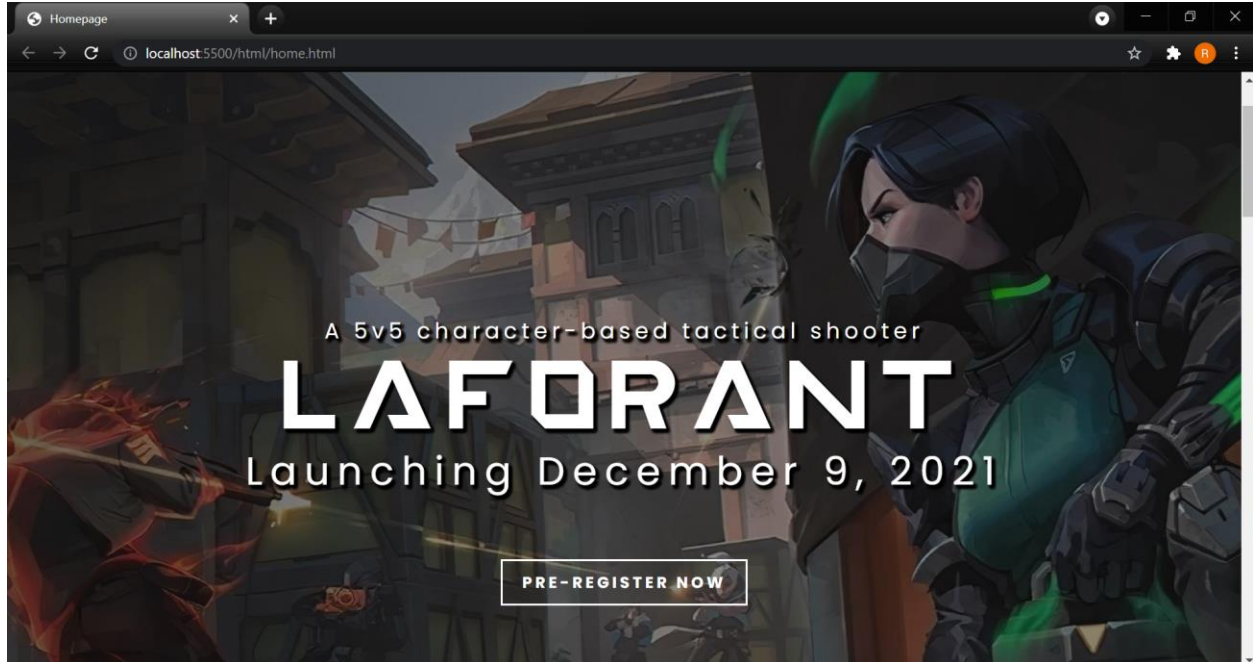 Homepage
localhost:5500/html/home.html
R
A 5v5 character-based tactical shooter
LAFORANT
Launching December 9, 2021
PRE-REGISTER NOW